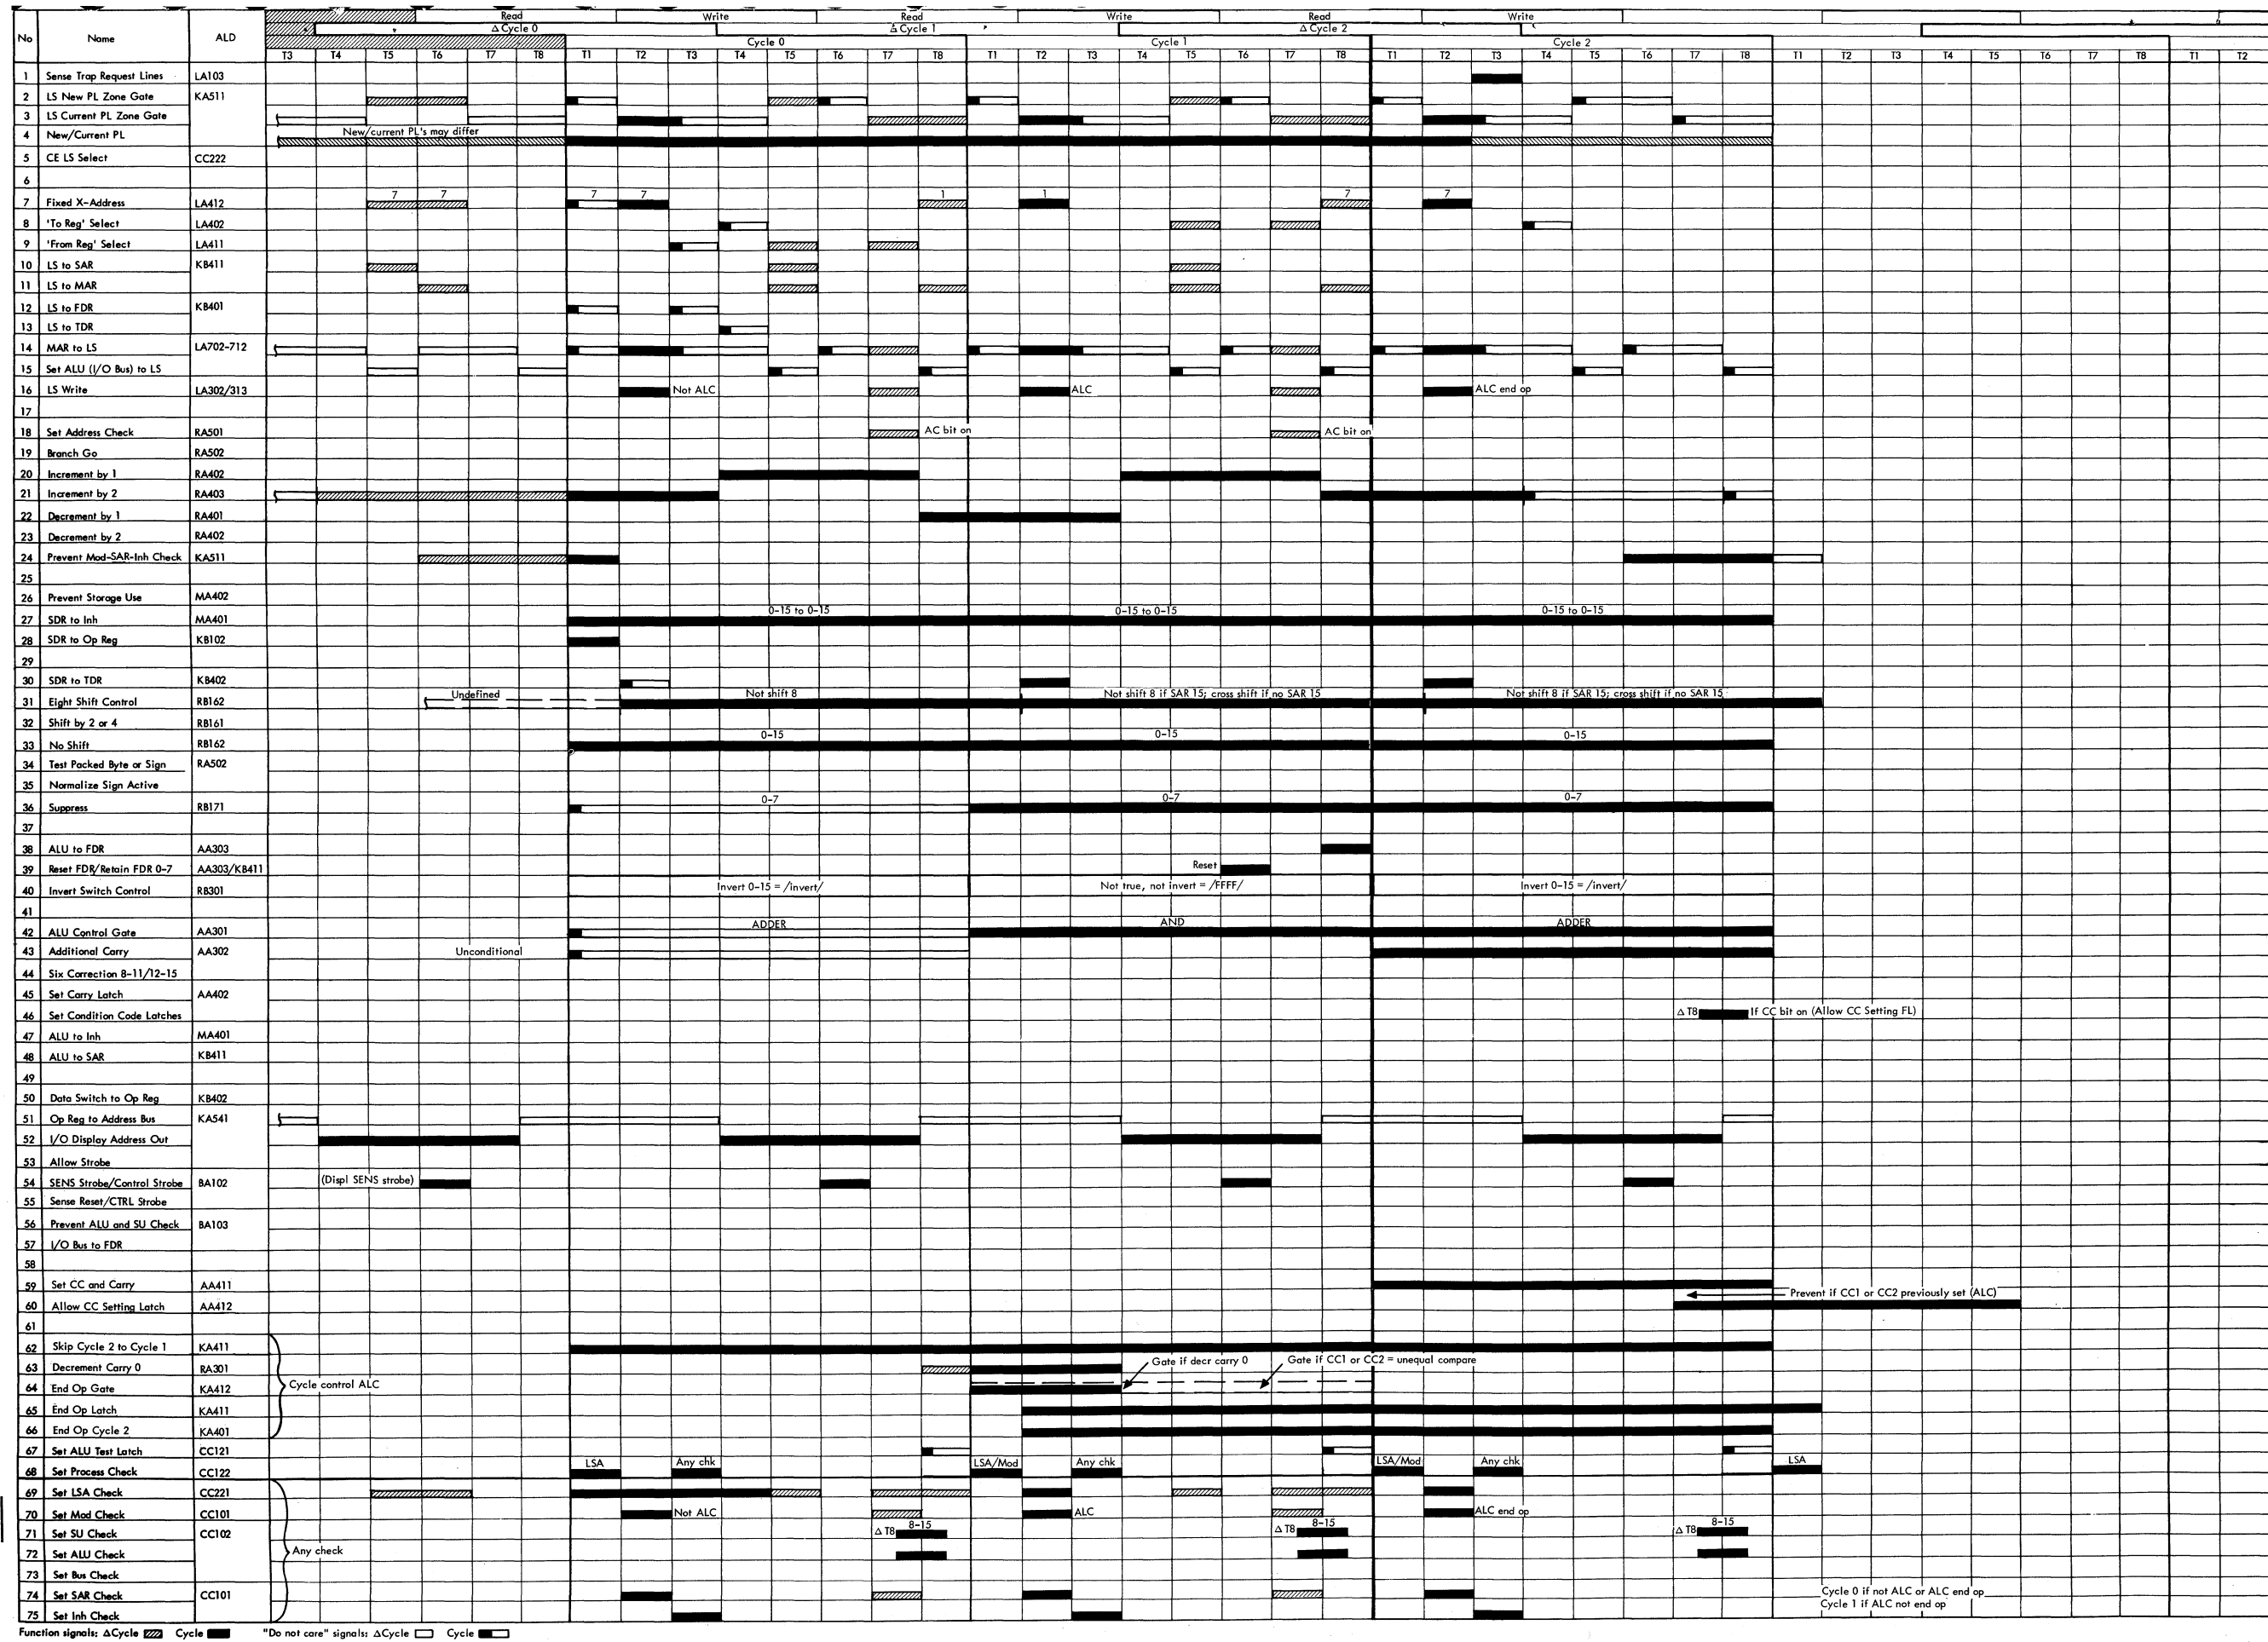 Read Write Read Write Read Write
No Name ALD Δ Cycle 0 Δ Cycle 1 Δ Cycle 2
Cycle 0 Cycle 1 Cycle 2
T3 T4 T5 T6 T7 T8 T1 T2 T3 T4 T5 T6 T7 T8 T1 T2 T3 T4 T5 T6 T7 T8 T1 T2 T3 T4 T5 T6 T7 T8 T1 T2 T3 T4 T5 T6 T7 T8 T1 T2
1 Sense Trap Request Lines LA103
2 LS New PL Zone Gate KA511
3 LS Current PL Zone Gate
4 New/Current PL New/current PL's may differ
5 CE LS Select CC222
6
7 Fixed X-Address LA412 7 7 7 7 1 1 7 7
8 'To Reg' Select LA402
9 'From Reg' Select LA411
10 LS to SAR KB411
11 LS to MAR
12 LS to FDR KB401
13 LS to TDR
14 MAR to LS LA702-712
15 Set ALU (I/O Bus) to LS
16 LS Write LA302/313 Not ALC ALC ALC end op
17
18 Set Address Check RA501 AC bit on AC bit on
19 Branch Go RA502
20 Increment by 1 RA402
21 Increment by 2 RA403
22 Decrement by 1 RA401
23 Decrement by 2 RA402
24 Prevent Mod-SAR-Inh Check KA511
25
26 Prevent Storage Use MA402
27 SDR to Inh MA401 0-15 to 0-15 0-15 to 0-15 0-15 to 0-15
28 SDR to Op Reg KB102
29
30 SDR to TDR KB402
31 Eight Shift Control RB162 Undefined Not shift 8 Not shift 8 if SAR 15; cross shift if no SAR 15 Not shift 8 if SAR 15; cross shift if no SAR 15
32 Shift by 2 or 4 RB161
33 No Shift RB162 0-15 0-15 0-15
34 Test Packed Byte or Sign RA502
35 Normalize Sign Active
36 Suppress RB171 0-7 0-7 0-7
37
38 ALU to FDR AA303
39 Reset FDR/Retain FDR 0-7 AA303/KB411 Reset
40 Invert Switch Control RB301 Invert 0-15 = /invert/ Not true, not invert = /FFFF/ Invert 0-15 = /invert/
41
42 ALU Control Gate AA301 ADDER AND ADDER
43 Additional Carry AA302 Unconditional
44 Six Correction 8-11/12-15
45 Set Carry Latch AA402
46 Set Condition Code Latches Δ T8 If CC bit on (Allow CC Setting FL)
47 ALU to Inh MA401
48 ALU to SAR KB411
49
50 Data Switch to Op Reg KB402
51 Op Reg to Address Bus KA541
52 I/O Display Address Out
53 Allow Strobe
54 SENS Strobe/Control Strobe BA102 (Displ SENS strobe)
55 Sense Reset/CTRL Strobe
56 Prevent ALU and SU Check BA103
57 I/O Bus to FDR
58
59 Set CC and Carry AA411
60 Allow CC Setting Latch AA412 Prevent if CC1 or CC2 previously set (ALC)
61
62 Skip Cycle 2 to Cycle 1 KA411
63 Decrement Carry 0 RA301 Gate if decr carry 0 Gate if CC1 or CC2 = unequal compare
64 End Op Gate KA412 Cycle control ALC
65 End Op Latch KA411
66 End Op Cycle 2 KA401
67 Set ALU Test Latch CC121
68 Set Process Check CC122 LSA Any chk LSA/Mod Any chk LSA/Mod Any chk LSA
69 Set LSA Check CC221
70 Set Mod Check CC101 Not ALC ALC ALC end op
71 Set SU Check CC102 Δ T8 8-15 Δ T8 8-15 Δ T8 8-15
72 Set ALU Check Any check
73 Set Bus Check
74 Set SAR Check CC101 Cycle 0 if not ALC or ALC end op
75 Set Inh Check Cycle 1 if ALC not end op
Function signals: ΔCycle Cycle "Do not care" signals: ΔCycle Cycle